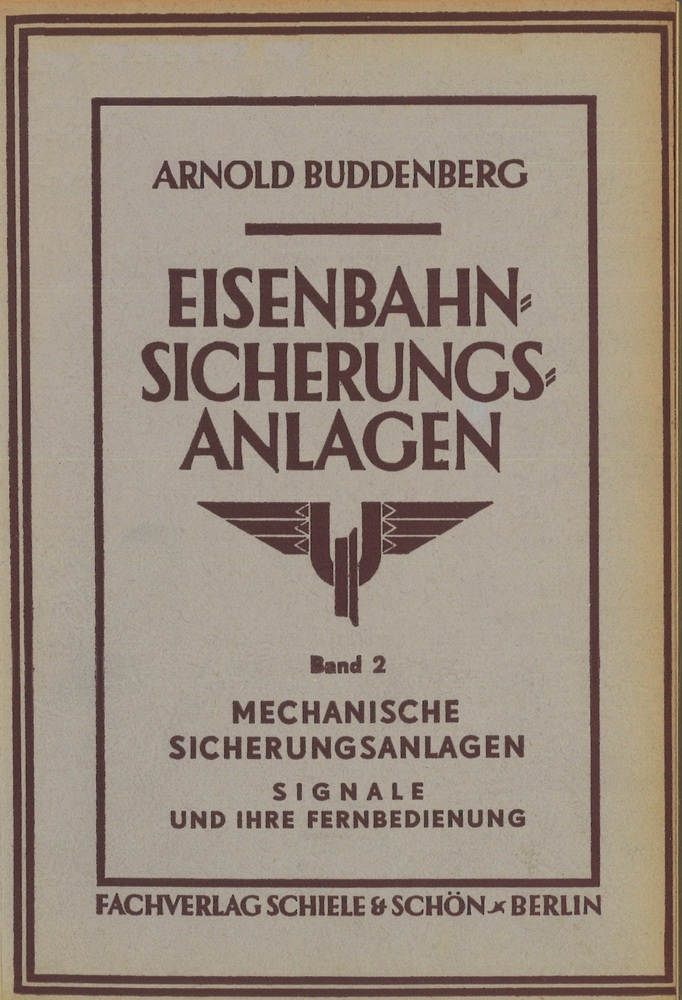 ARNOLD BUDDENBERG
EISENBAHN-
SICHERUNGS-
ANLAGEN
Band 2
MECHANISCHE
SICHERUNGSANLAGEN
SIGNALE
UND IHRE FERNBEDIENUNG
FACHVERLAG SCHIELE & SCHÖN BERLIN